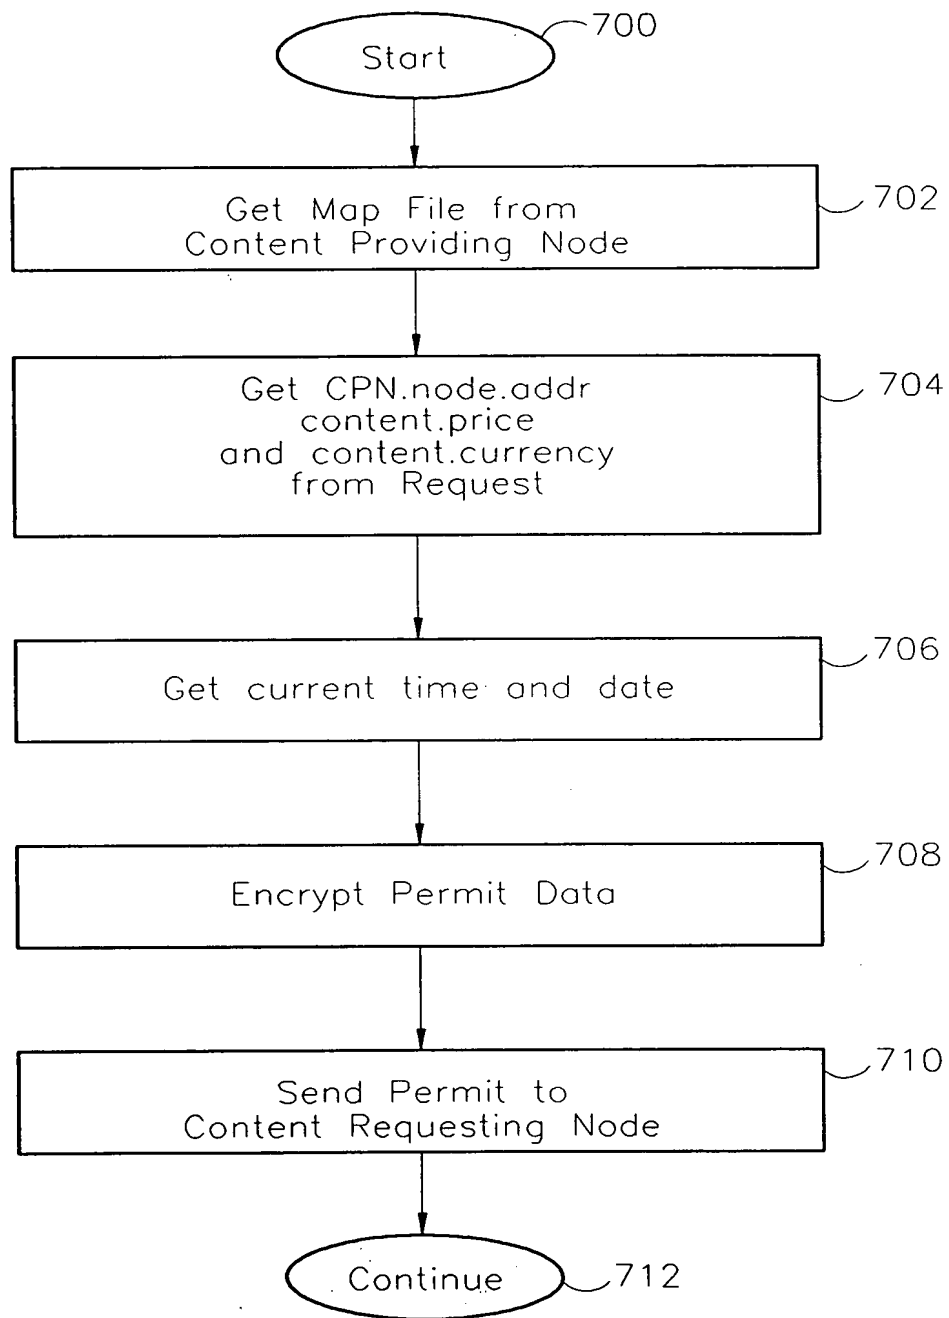 Start
700
Get Map File from
Content Providing Node
702
Get CPN.node.addr
content.price
and content.currency
from Request
704
Get current time and date
706
Encrypt Permit Data
708
Send Permit to
Content Requesting Node
710
Continue
712